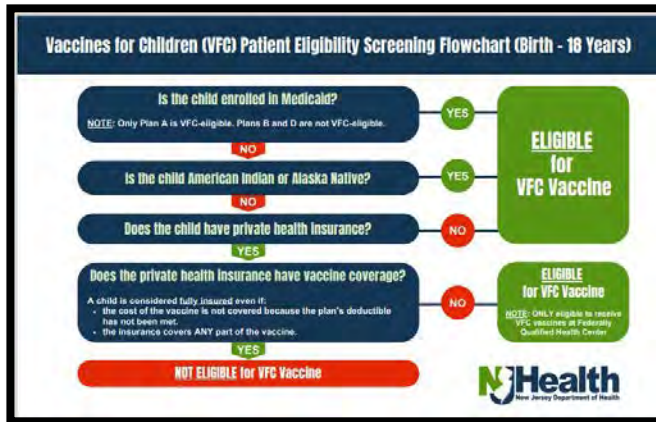 Vaccines for Children (VFC) Patient Eligibility Screening Flowchart (Birth - 18 Years)
Is the child enrolled in Medicaid?
NOTE: Only Plan A is VFC-eligible. Plans B and D are not VFC-eligible.
YES
NO
Is the child American Indian or Alaska Native?
YES
NO
Does the child have private health insurance?
NO
ELIGIBLE
for
VFC Vaccine
YES
Does the private health insurance have vaccine coverage?
A child is considered fully insured even if:
• the cost of the vaccine is not covered because the plan's deductible
has not been met.
• the insurance covers ANY part of the vaccine.
NO
ELIGIBLE
for VFC Vaccine
NOTE: ONLY eligible to receive
VFC vaccines at Federally
Qualified Health Center
YES
NOT ELIGIBLE for VFC Vaccine
NJHealth
New Jersey Department of Health